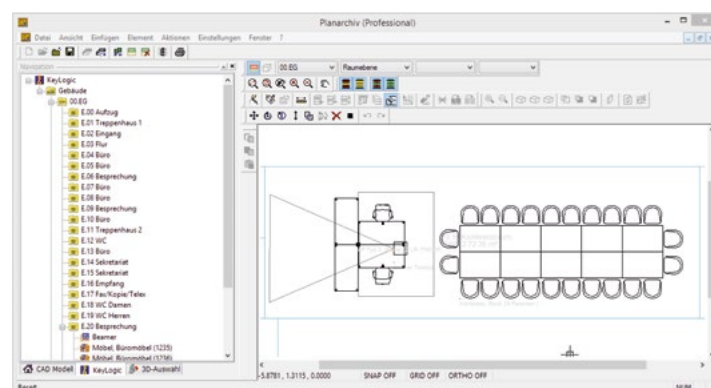 Planarchiv (Professional)
Datei Ansicht Einfügen Element Aktionen Einstellungen Fenster ?
Navigation
00.EG Raumebene
KeyLogic
Gebäude
00.EG
E.00 Aufzug
E.01 Treppenhaus 1
E.02 Eingang
E.03 Flur
E.04 Büro
E.05 Büro
E.06 Besprechung
E.07 Büro
E.08 Büro
E.09 Besprechung
E.10 Büro
E.11 Treppenhaus 2
E.12 WC
E.13 Büro
E.14 Sekretariat
E.15 Sekretariat
E.16 Empfang
E.17 Fax/Kopie/Telex
E.18 WC Damen
E.19 WC Herren
E.20 Besprechung
Beamer
Möbel, Büromöbel (1235)
Möbel, Büromöbel (1236)
CAD Modell KeyLogic 3D-Auswahl
-5.8781, 1.3115, 0.0000 SNAP OFF GRID OFF ORTHO OFF
Bereit NUM